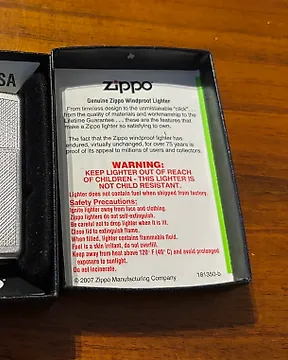 SA
zippo
Genuine Zippo Windproof Lighter
From timeless design to the unmistakable "click" . . .
from the quality of materials and workmanship to the
Lifetime Guarantee . . . these are the features that
make a Zippo lighter so satisfying to own.
The fact that the Zippo windproof lighter has
endured, virtually unchanged, for over 75 years is
proof of its appeal to millions of users and collectors.
WARNING:
KEEP LIGHTER OUT OF REACH
OF CHILDREN - THIS LIGHTER IS
NOT CHILD RESISTANT.
Lighter does not contain fuel when shipped from factory.
Safety Precautions:
Ignite lighter away from face and clothing.
Zippo lighters do not self-extinguish.
Be careful not to drop lighter when it is lit.
Close lid to extinguish flame.
When filled, lighter contains flammable fluid.
Fuel is a skin irritant, do not overfill.
Keep away from heat above 120° F (49° C) and avoid prolonged
exposure to sunlight.
Do not incinerate.
© 2007 Zippo Manufacturing Company
181350-b